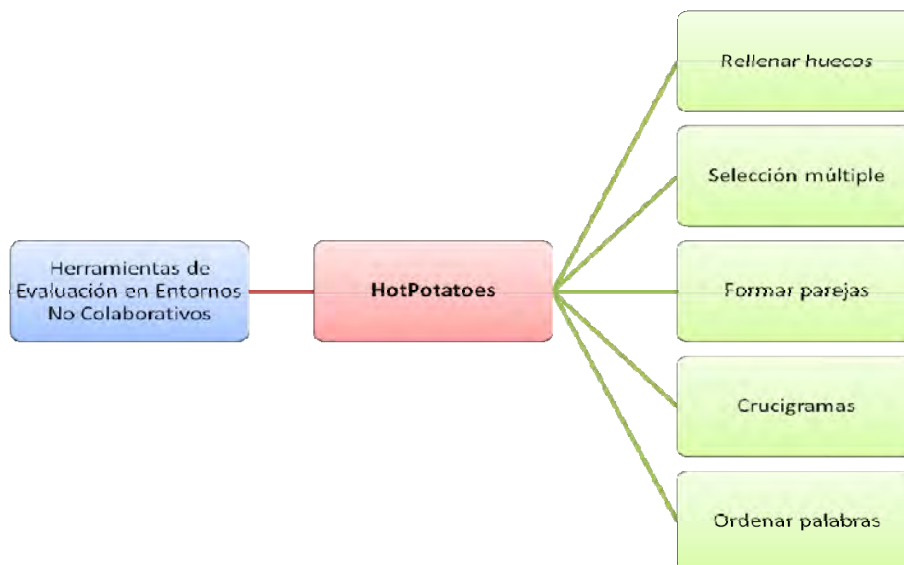 Herramientas de
Evaluación en Entornos
No Colaborativos
HotPotatoes
Rellenar huecos
Selección múltiple
Formar parejas
Crucigramas
Ordenar palabras